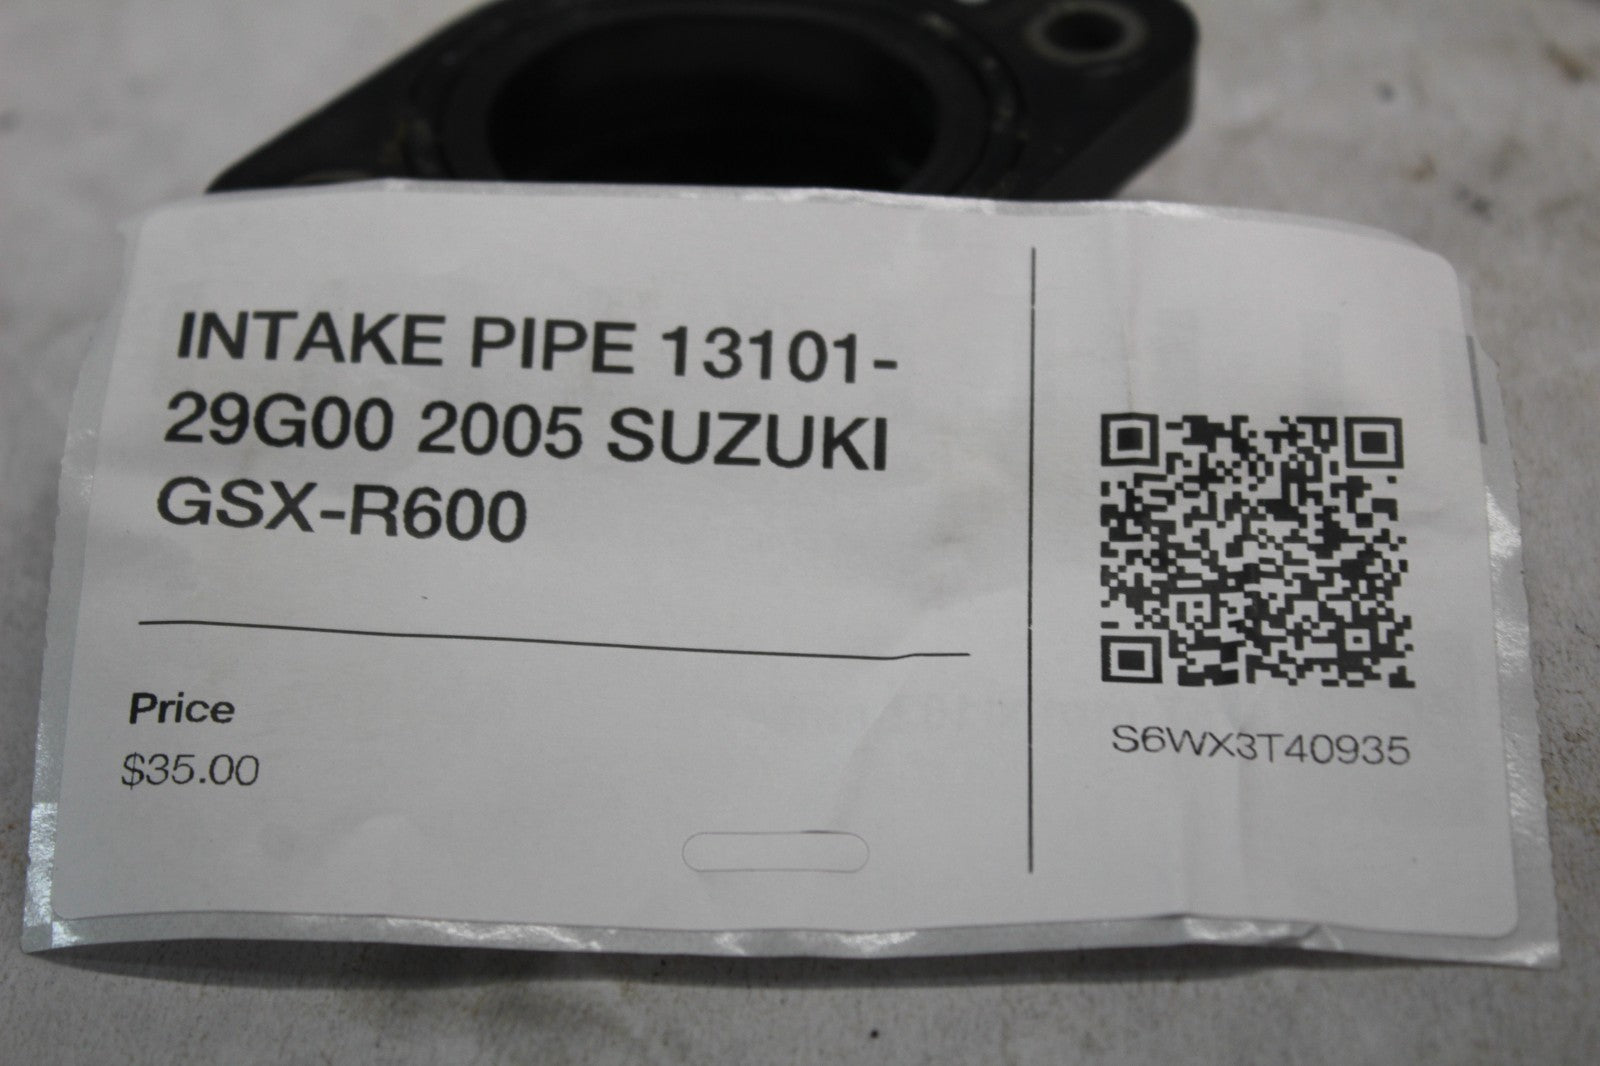 INTAKE PIPE 13101-
29G00 2005 SUZUKI
GSX-R600
Price
$35.00
S6WX3T40935